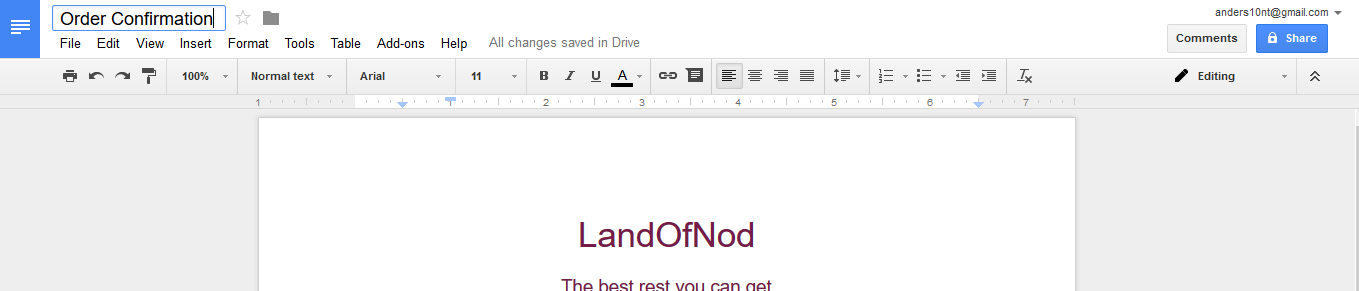 Order Confirmation
anders10nt@gmail.com
File Edit View Insert Format Tools Table Add-ons Help All changes saved in Drive
Comments Share
100% Normal text Arial 11 B I U A Editing
1 1 2 3 4 5 6 7
LandOfNod
The best rest you can get